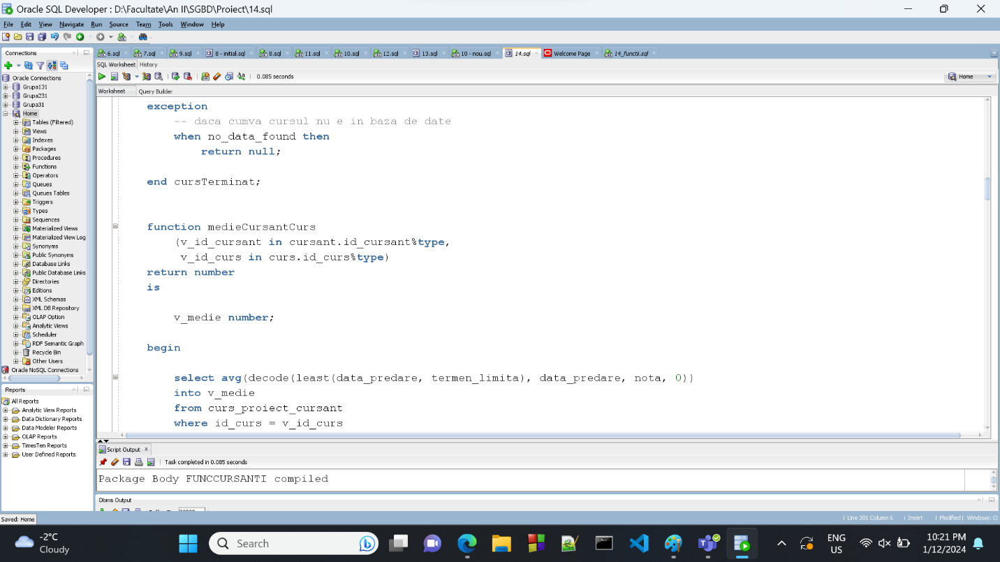 Oracle SQL Developer : D:\Facultate\An II\SGBD\Proiect\14.sql
File Edit View Navigate Run Source Team Tools Window Help
Connections
6.sql 7.sql 9.sql 8 - initial.sql 8.sql 11.sql 10.sql 12.sql 13.sql 10 - nou.sql 14.sql Welcome Page 14_functii.sql
SQL Worksheet History
0.085 seconds
Home
Worksheet Query Builder
Oracle Connections
Grupa131
Grupa231
Grupa31
Home
Tables (Filtered)
Views
Indexes
Packages
Procedures
Functions
Operators
Queues
Queues Tables
Triggers
Types
Sequences
Materialized Views
Materialized View Log
Synonyms
Public Synonyms
Database Links
Public Database Links
Directories
Editions
XML Schemas
XML DB Repository
OLAP Option
Analytic Views
Scheduler
RDF Semantic Graph
Recycle Bin
Other Users
Oracle NoSQL Connections
Reports
All Reports
Analytic View Reports
Data Dictionary Reports
Data Modeler Reports
OLAP Reports
TimesTen Reports
User Defined Reports
exception
-- daca cumva cursul nu e in baza de date
when no_data_found then
return null;
end cursTerminat;
function medieCursantCurs
(v_id_cursant in cursant.id_cursant%type,
v_id_curs in curs.id_curs%type)
return number
is
v_medie number;
begin
select avg(decode(least(data_predare, termen_limita), data_predare, nota, 0))
into v_medie
from curs_proiect_cursant
where id_curs = v_id_curs
Script Output
Task completed in 0.085 seconds
Package Body FUNCCURSANTI compiled
Dbms Output
Saved: Home
Line 301 Column 6 Insert Modified Windows: C
-2°C
Cloudy
Search
ENG
US
10:21 PM
1/12/2024